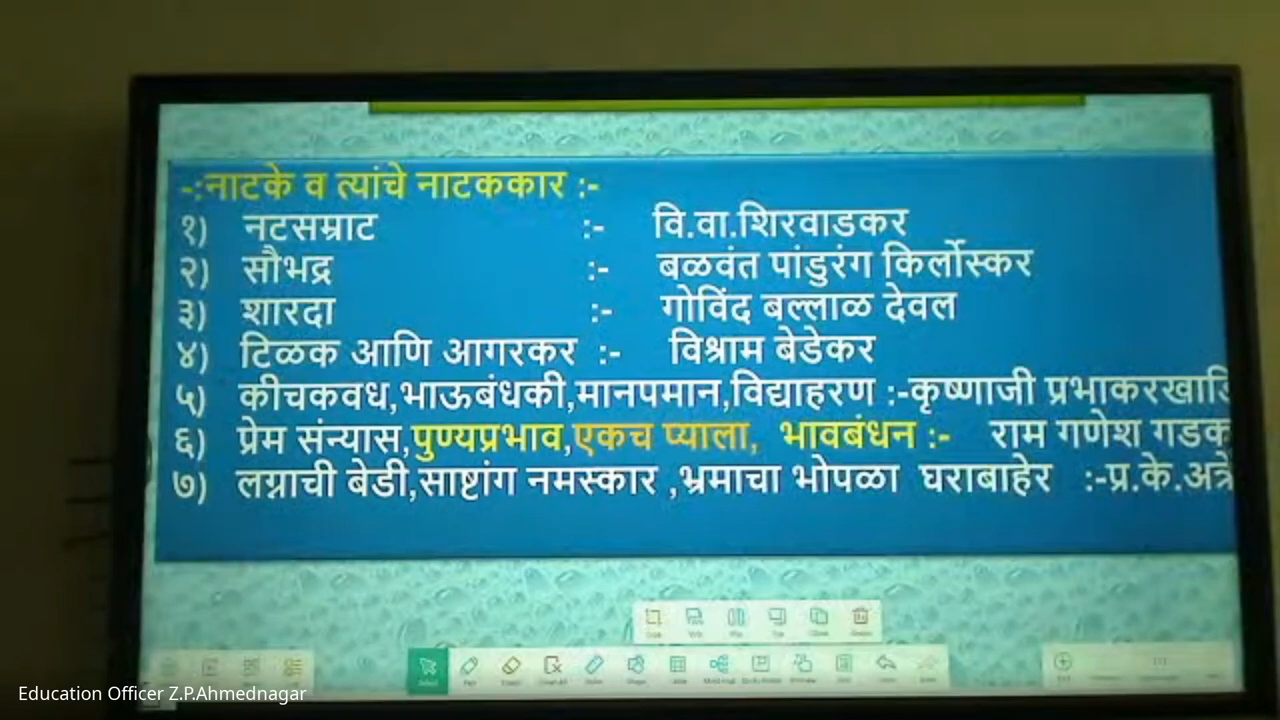 -:नाटके व त्यांचे नाटककार :-
१) नटसम्राट :- वि.वा.शिरवाडकर
२) सौभद्र :- बळवंत पांडुरंग किर्लोस्कर
३) शारदा :- गोविंद बल्लाळ देवल
४) टिळक आणि आगरकर :- विश्राम बेडेकर
५) कीचकवध,भाऊबंधकी,मानपमान,विद्याहरण :-कृष्णाजी प्रभाकर
६) प्रेम संन्यास,पुण्यप्रभाव,एकच प्याला, भावबंधन :- राम गणेश
७) लग्नाची बेडी,साष्टांग नमस्कार ,भ्रमाचा भोपळा घराबाहेर :-प्र.के.अत्रे
Select
Education Officer Z.P.Ahmednagar